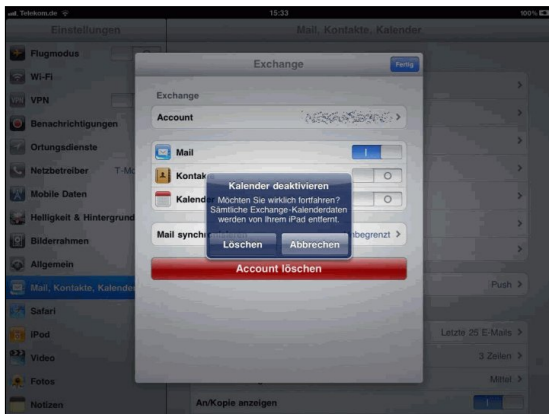 Telekom.de
15:33
100%
Einstellungen
Mail, Kontakte, Kalender
Flugmodus
Wi-Fi
VPN
Benachrichtigungen
Ortungsdienste
Netzbetreiber
Mobile Daten
Helligkeit & Hintergrund
Bilderrahmen
Allgemein
Mail, Kontakte, Kalender
Safari
iPod
Video
Fotos
Notizen
Exchange
Fertig
Exchange
Account
Mail
Kalender deaktivieren
Möchten Sie wirklich fortfahren?
Sämtliche Exchange-Kalenderdaten
werden von Ihrem iPad entfernt.
Löschen
Abbrechen
Mail
Account löschen
Push
Letzte 25 E-Mails
3 Zeilen
Mittel
An/Kopie anzeigen